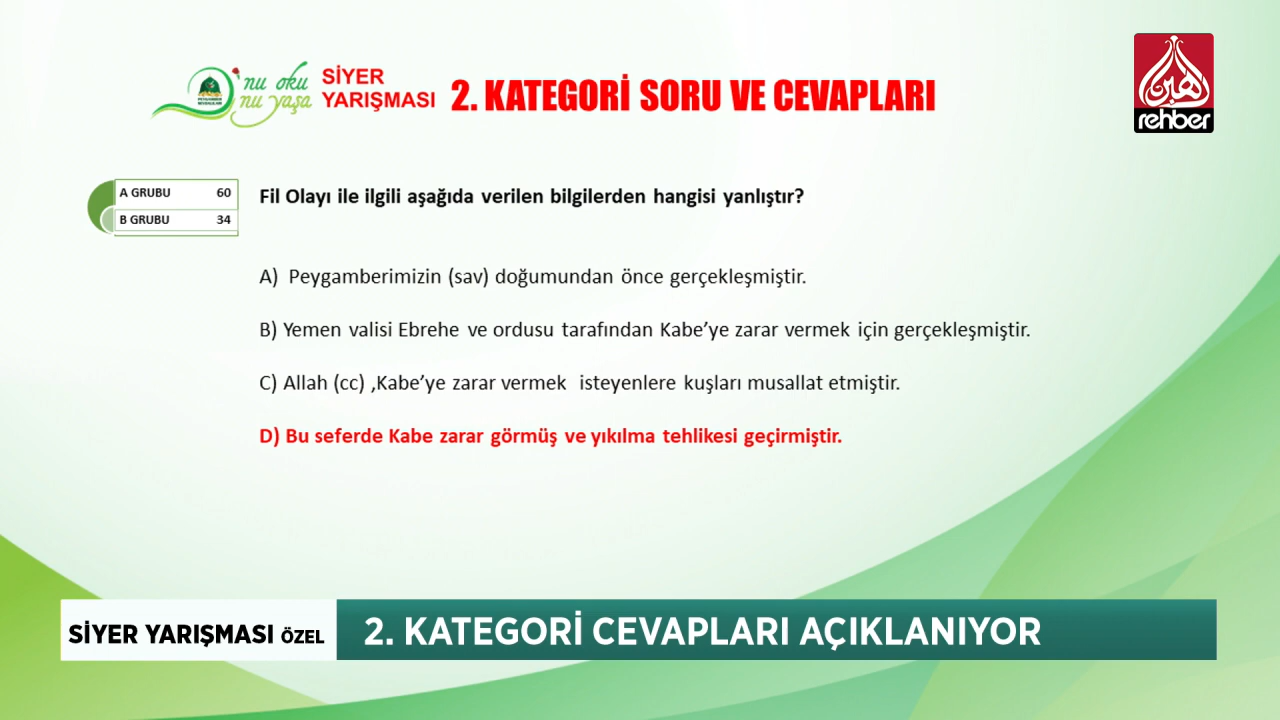 O'nu oku
O'nu yaşa
PEYGAMBER
SEVDALILARI
SİYER
YARIŞMASI
2. KATEGORİ SORU VE CEVAPLARI
rehber
A GRUBU 60
B GRUBU 34
Fil Olayı ile ilgili aşağıda verilen bilgilerden hangisi yanlıştır?
A) Peygamberimizin (sav) doğumundan önce gerçekleşmiştir.
B) Yemen valisi Ebrehe ve ordusu tarafından Kabe’ye zarar vermek için gerçekleşmiştir.
C) Allah (cc) ,Kabe’ye zarar vermek isteyenlere kuşları musallat etmiştir.
D) Bu seferde Kabe zarar görmüş ve yıkılma tehlikesi geçirmiştir.
SİYER YARIŞMASI ÖZEL
2. KATEGORİ CEVAPLARI AÇIKLANIYOR